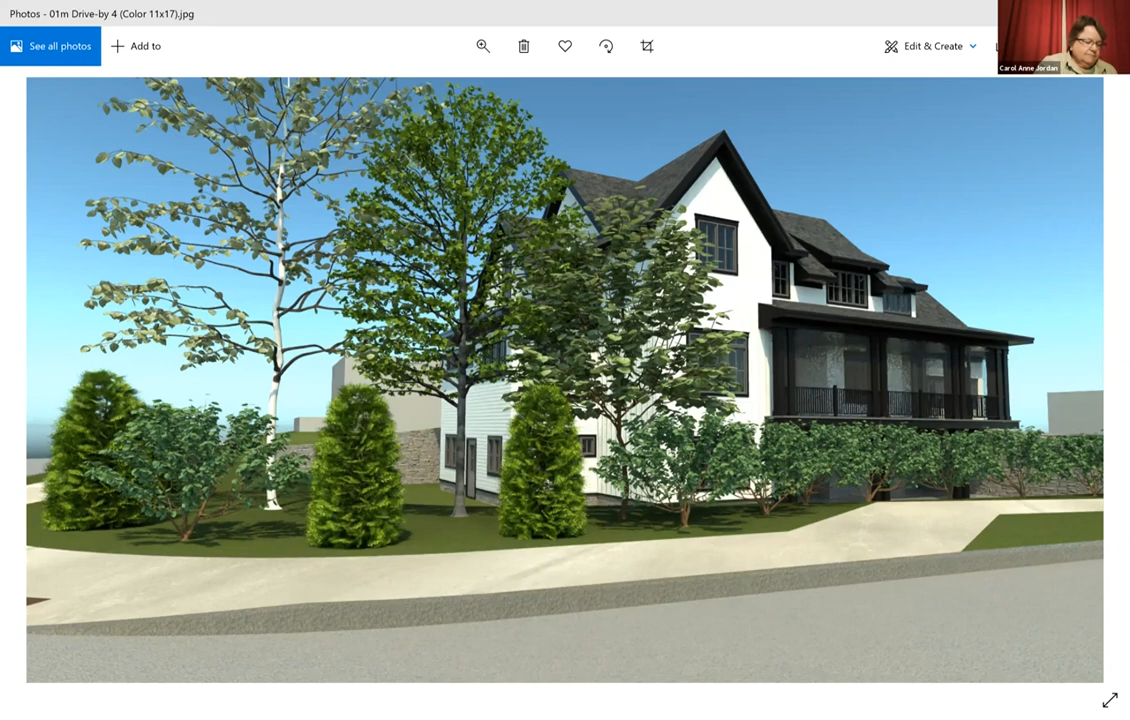 Photos - 01m Drive-by 4 (Color 11x17).jpg
See all photos
Add to
Edit & Create
Carol Anne Jordan